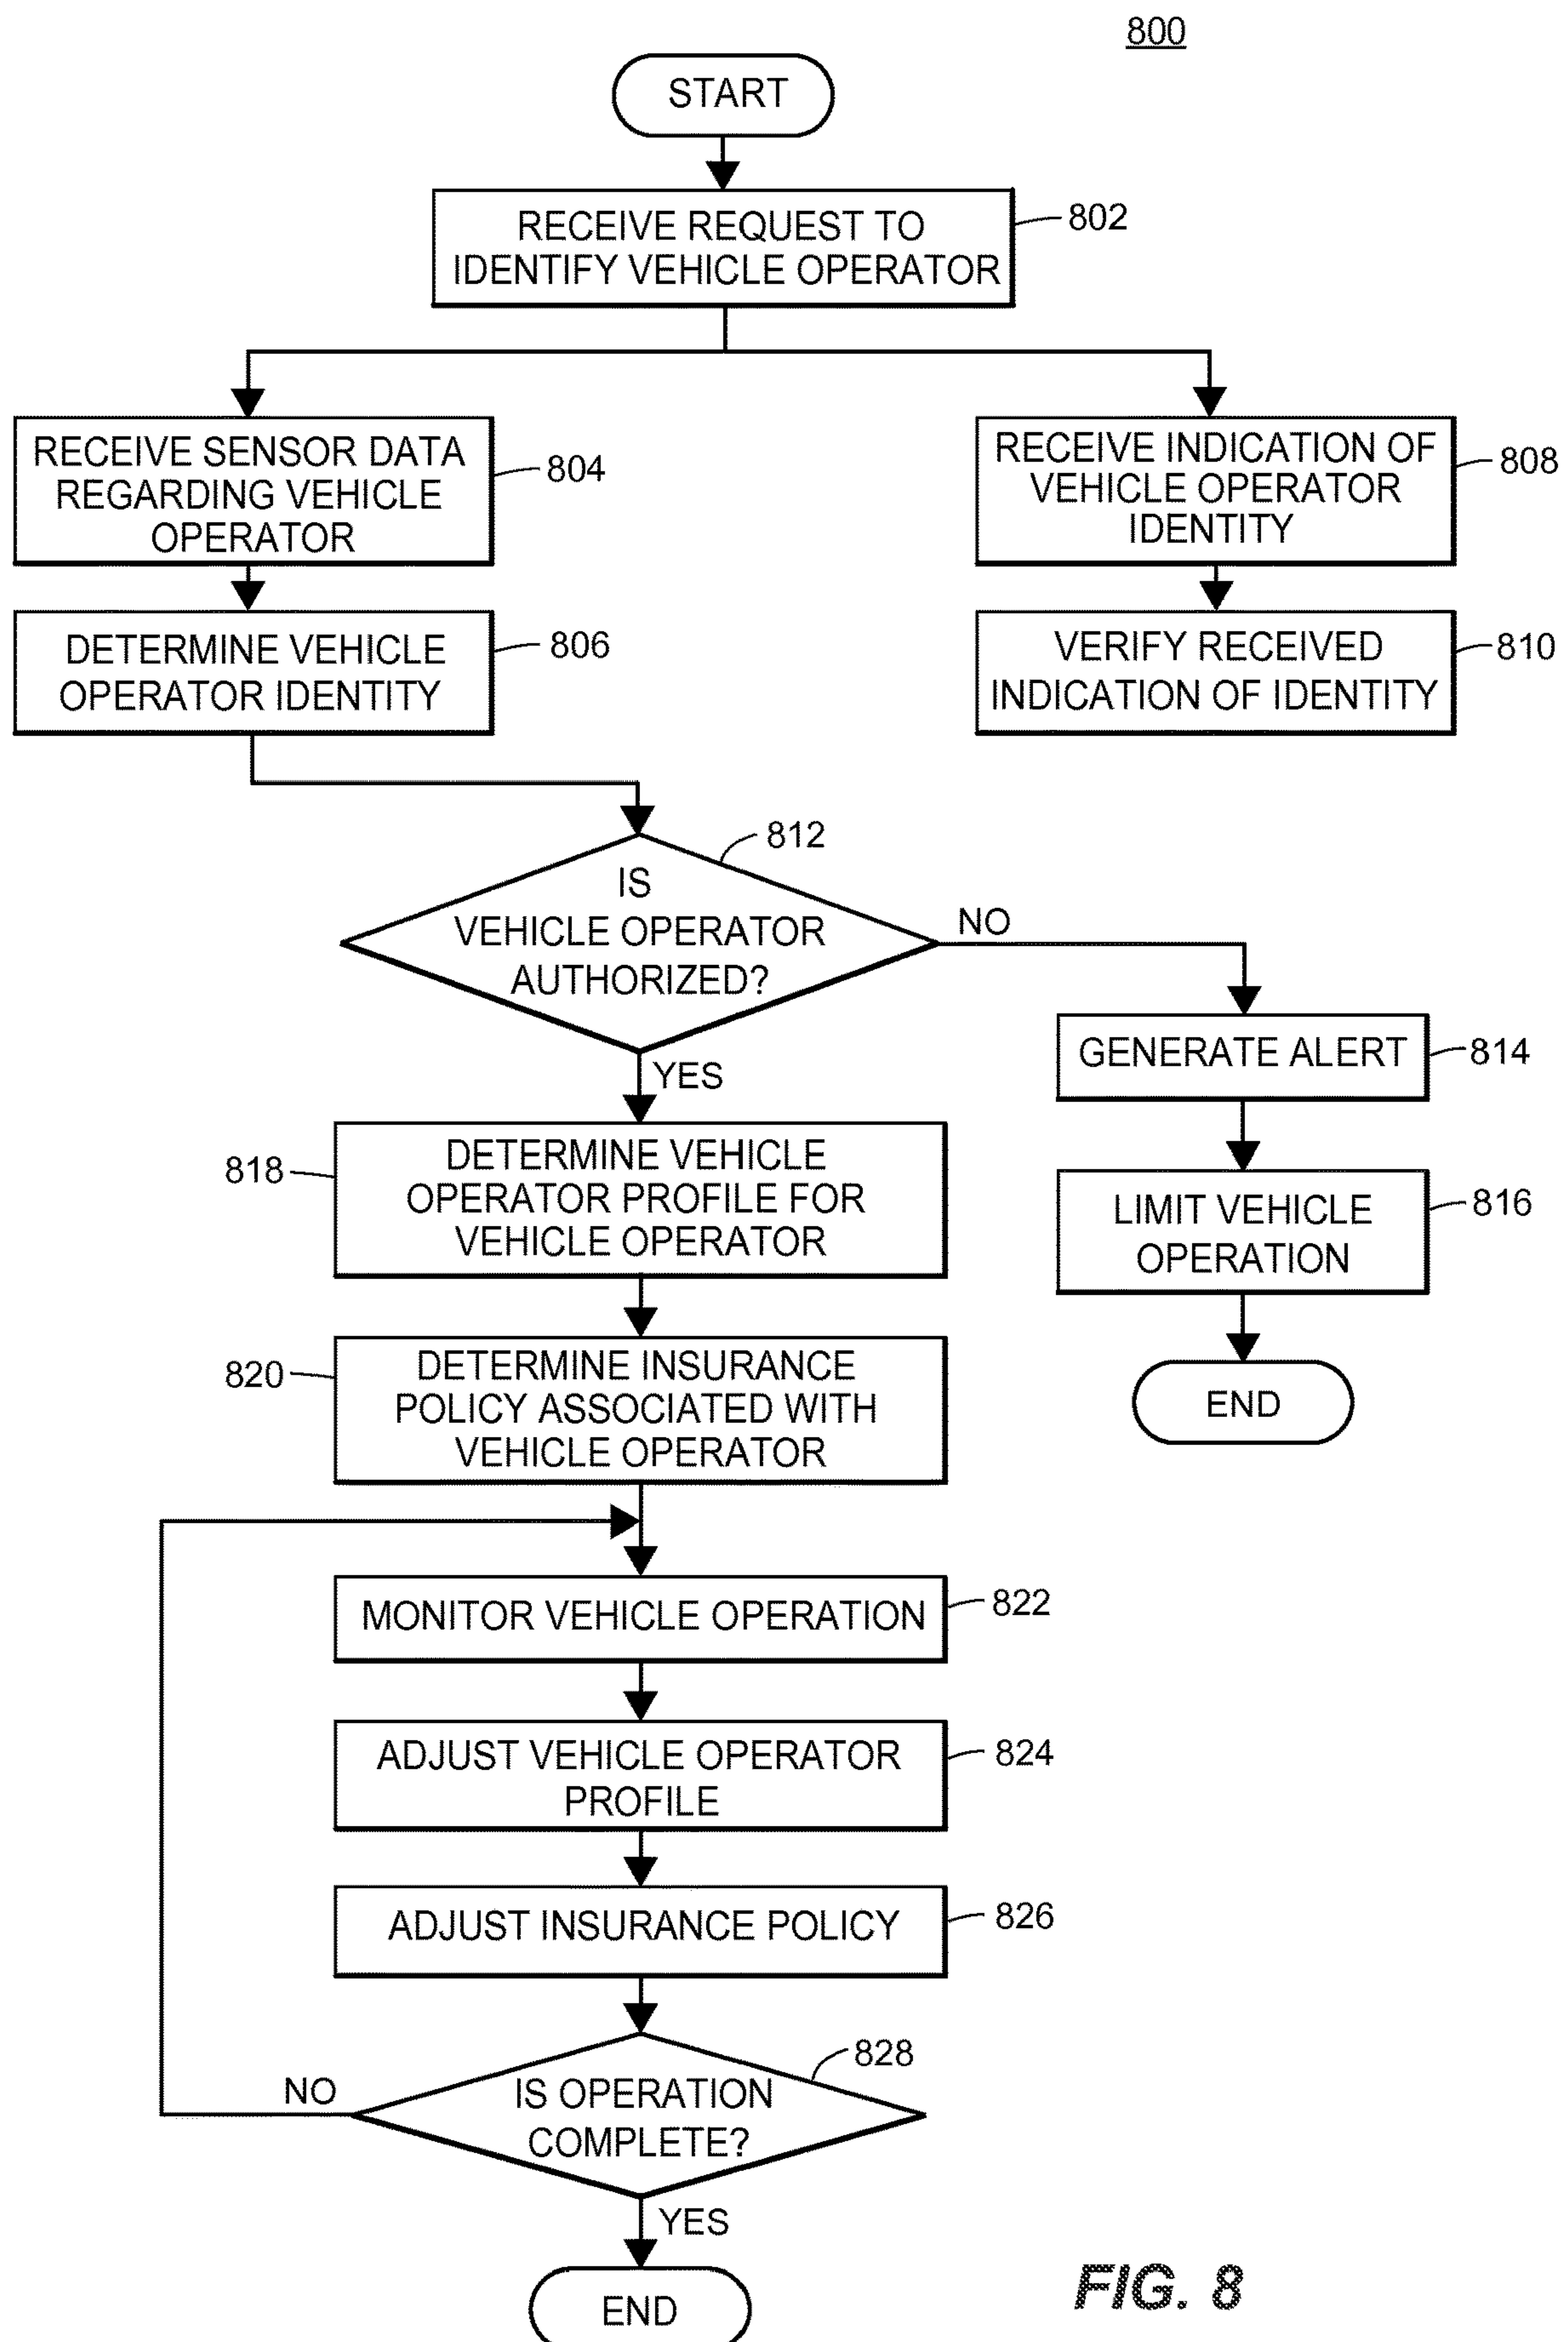 800
START
RECEIVE REQUEST TO
IDENTIFY VEHICLE OPERATOR
802
RECEIVE SENSOR DATA
REGARDING VEHICLE
OPERATOR
804
RECEIVE INDICATION OF
VEHICLE OPERATOR
IDENTITY
808
DETERMINE VEHICLE
OPERATOR IDENTITY
806
VERIFY RECEIVED
INDICATION OF IDENTITY
810
812
IS
VEHICLE OPERATOR
AUTHORIZED?
NO
YES
GENERATE ALERT
814
818
DETERMINE VEHICLE
OPERATOR PROFILE FOR
VEHICLE OPERATOR
LIMIT VEHICLE
OPERATION
816
820
DETERMINE INSURANCE
POLICY ASSOCIATED WITH
VEHICLE OPERATOR
END
MONITOR VEHICLE OPERATION
822
ADJUST VEHICLE OPERATOR
PROFILE
824
ADJUST INSURANCE POLICY
826
828
IS OPERATION
COMPLETE?
NO
YES
END
FIG. 8